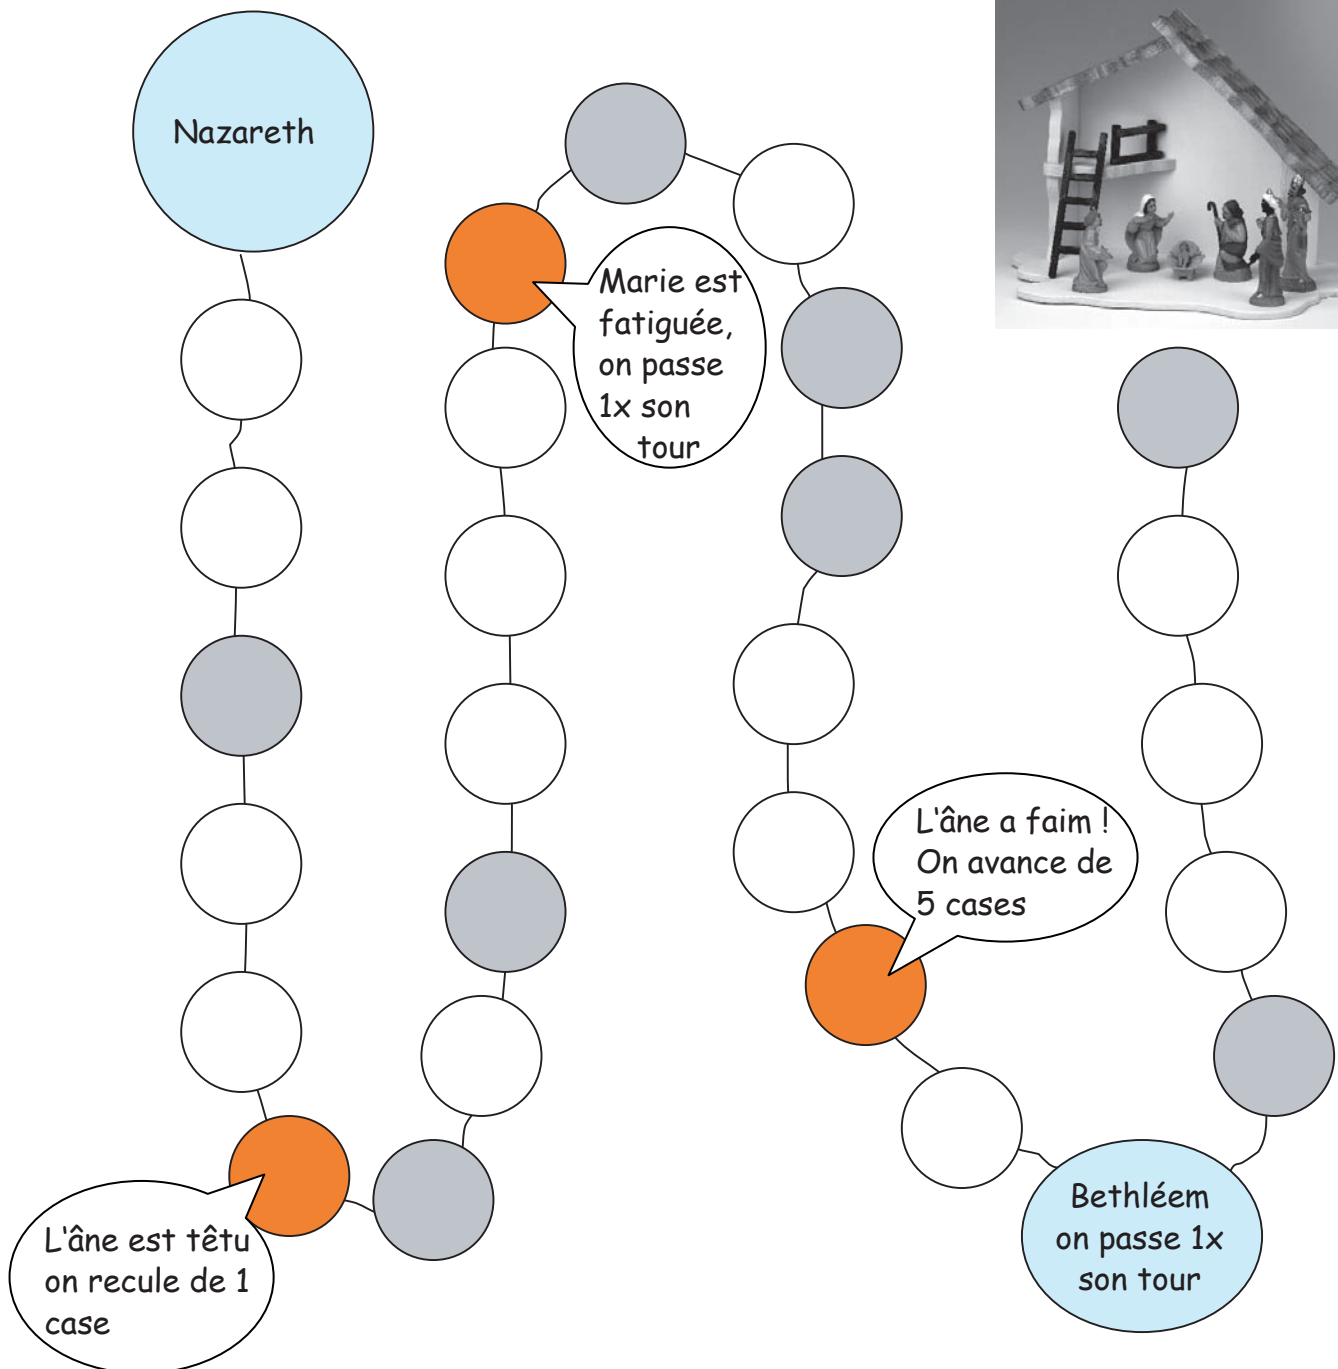 Nazareth
Marie est
fatiguée,
on passe
1x son
tour
L'âne a faim !
On avance de
5 cases
L'âne est têtu
on recule de 1
case
Bethléem
on passe 1x
son tour